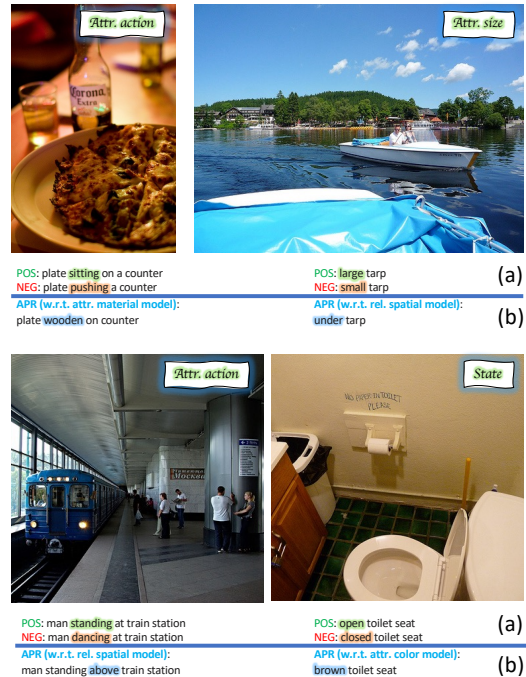 Attr. action
Attr. size
Corona
Extra
POS: plate sitting on a counter
NEG: plate pushing a counter
POS: large tarp
NEG: small tarp
(a)
APR (w.r.t. attr. material model):
plate wooden on counter
APR (w.r.t. rel. spatial model):
under tarp
(b)
Attr. action
State
Москва
NO PAPER IN TOILET
PLEASE
POS: man standing at train station
NEG: man dancing at train station
POS: open toilet seat
NEG: closed toilet seat
(a)
APR (w.r.t. rel. spatial model):
man standing above train station
APR (w.r.t. attr. color model):
brown toilet seat
(b)